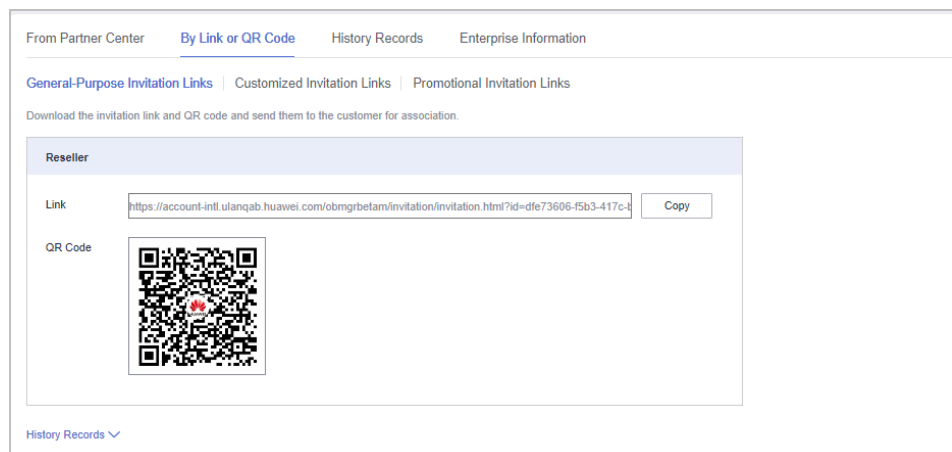 From Partner Center By Link or QR Code History Records Enterprise Information
General-Purpose Invitation Links Customized Invitation Links Promotional Invitation Links
Download the invitation link and QR code and send them to the customer for association.
Reseller
Link https://account-intl.ulanqab.huawei.com/obmgrbetam/invitation/invitation.html?id=dfe73606-f5b3-417c-b Copy
QR Code
History Records